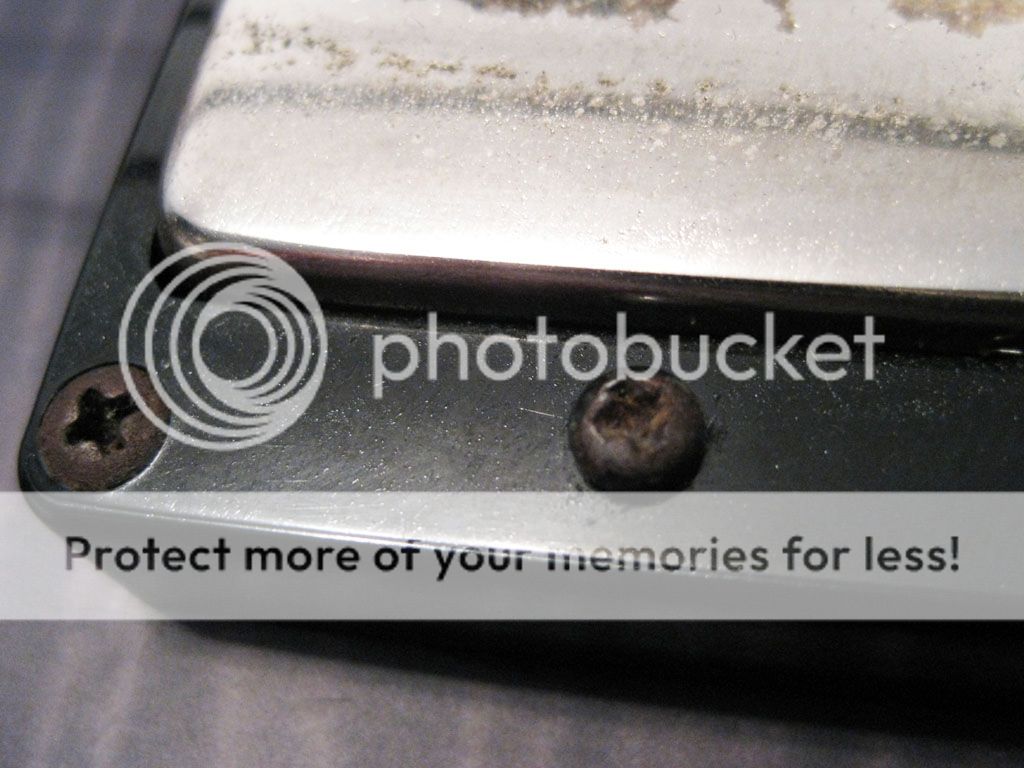 photobucket
Protect more of your memories for less!